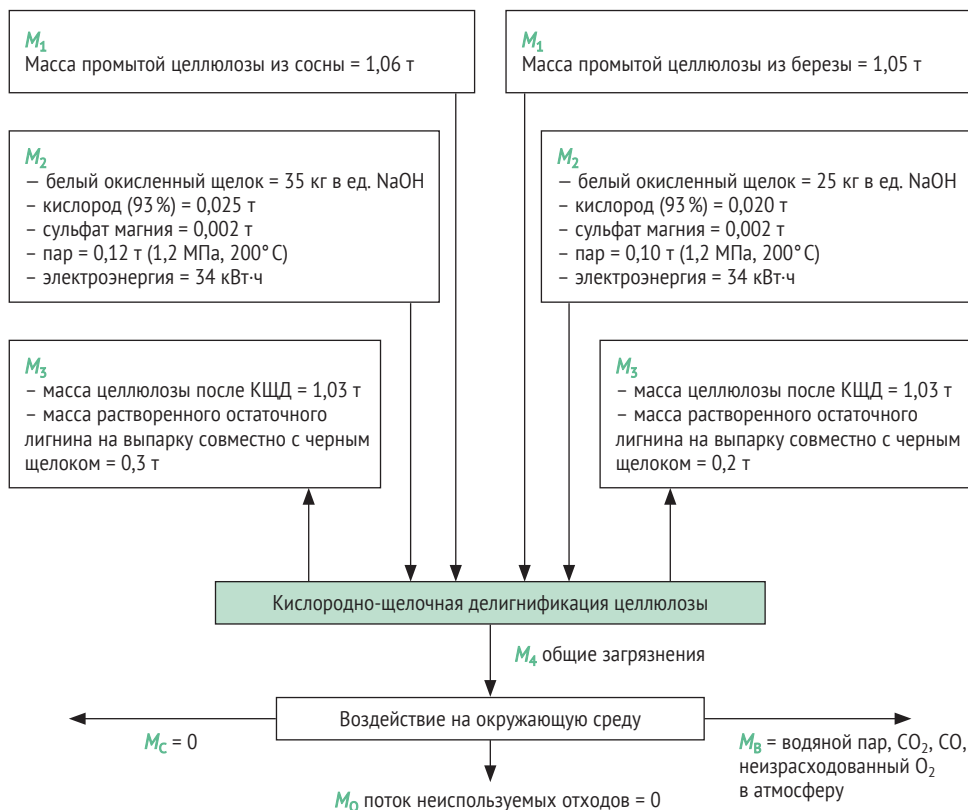 M₁
Масса промытой целлюлозы из сосны = 1,06 т
M₁
Масса промытой целлюлозы из березы = 1,05 т
M₂
— белый окисленный щелок = 35 кг в ед. NaOH
– кислород (93 %) = 0,025 т
– сульфат магния = 0,002 т
– пар = 0,12 т (1,2 МПа, 200° C)
– электроэнергия = 34 кВт·ч
M₂
— белый окисленный щелок = 25 кг в ед. NaOH
– кислород (93 %) = 0,020 т
– сульфат магния = 0,002 т
– пар = 0,10 т (1,2 МПа, 200° C)
– электроэнергия = 34 кВт·ч
M₃
– масса целлюлозы после КЩД = 1,03 т
– масса растворенного остаточного
лигнина на выпарку совместно с черным
щелоком = 0,3 т
M₃
– масса целлюлозы после КЩД = 1,03 т
– масса растворенного остаточного
лигнина на выпарку совместно с черным
щелоком = 0,2 т
Кислородно-щелочная делигнификация целлюлозы
M₄ общие загрязнения
Воздействие на окружающую среду
M_С = 0
M_В = водяной пар, CO₂, CO,
неизрасходованный O₂
в атмосферу
M_О поток неиспользуемых отходов = 0